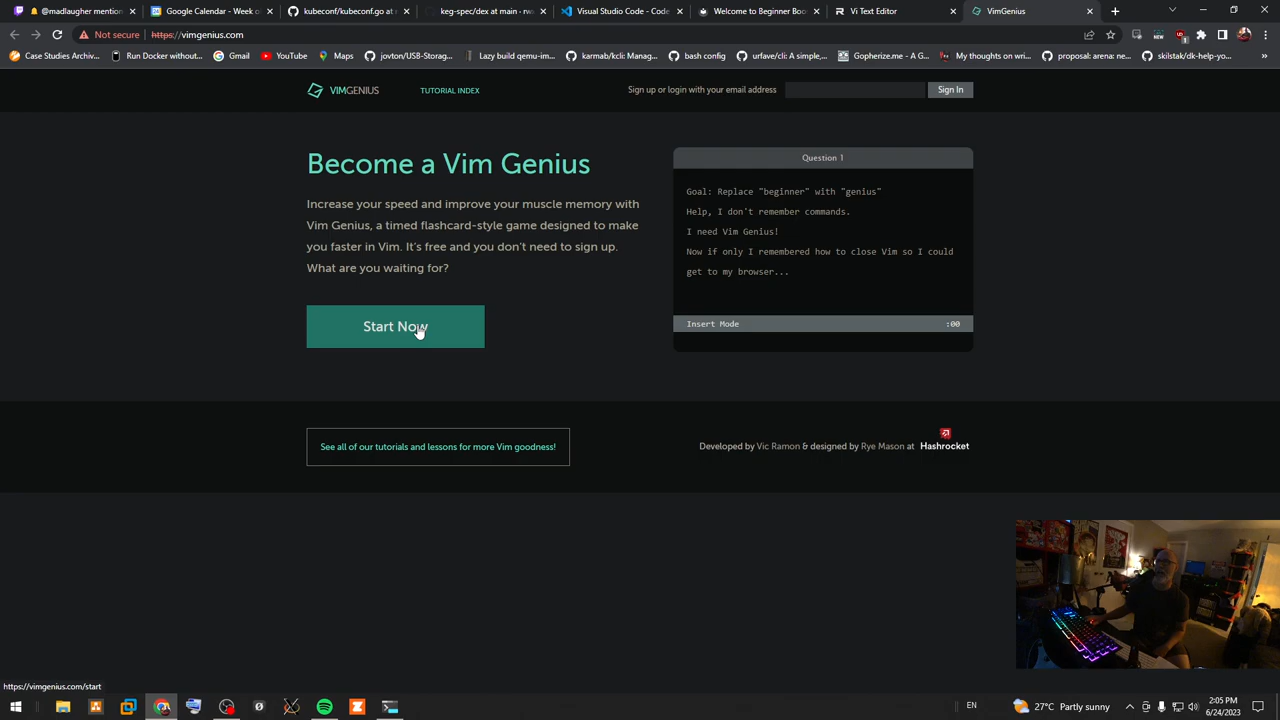 @madlaugher mention
Google Calendar - Week o
kubeconf/kubeconf.go at r
keg-spec/dex at main · rw
Visual Studio Code - Code
Welcome to Beginner Boo
Vi Text Editor
VimGenius
Not secure
https://vimgenius.com
Case Studies Archiv...
Run Docker without...
Gmail
YouTube
Maps
jovton/USB-Storag...
Lazy build qemu-im...
karmab/kcli: Manag...
bash config
urfave/cli: A simple,...
Gopherize.me - A G...
My thoughts on wri...
proposal: arena: ne...
skilstak/dk-help-yo...
VIMGENIUS
TUTORIAL INDEX
Sign up or login with your email address
Sign In
Become a Vim Genius
Increase your speed and improve your muscle memory with
Vim Genius, a timed flashcard-style game designed to make
you faster in Vim. It's free and you don't need to sign up.
What are you waiting for?
Start Now
Question 1
Goal: Replace "beginner" with "genius"
Help, I don't remember commands.
I need Vim Genius!
Now if only I remembered how to close Vim so I could
get to my browser...
Insert Mode :00
See all of our tutorials and lessons for more Vim goodness!
Developed by Vic Ramon & designed by Rye Mason at Hashrocket
https://vimgenius.com/start
EN
27°C Partly sunny
2:05 PM
6/24/2023